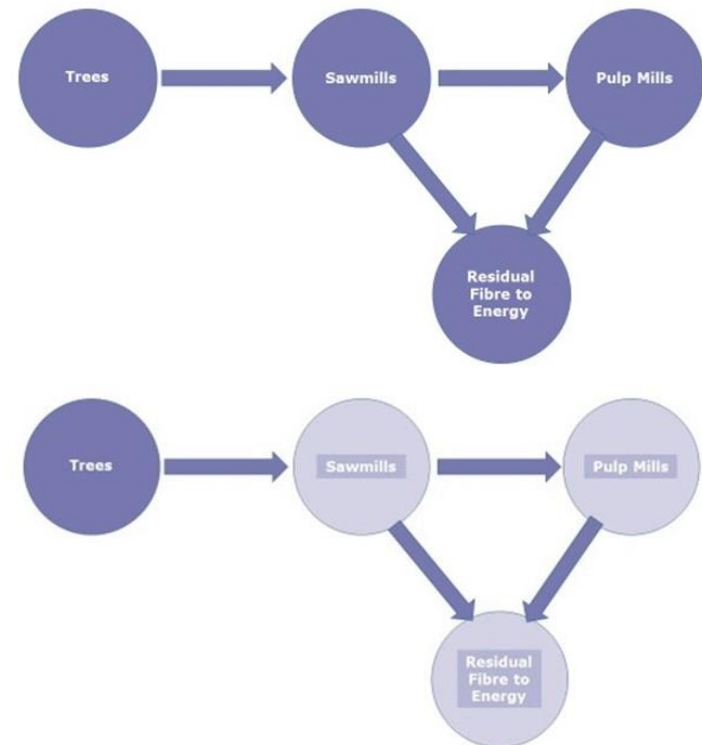 Trees
Sawmills
Pulp Mills
Residual
Fibre to
Energy
Trees
Sawmills
Pulp Mills
Residual
Fibre to
Energy